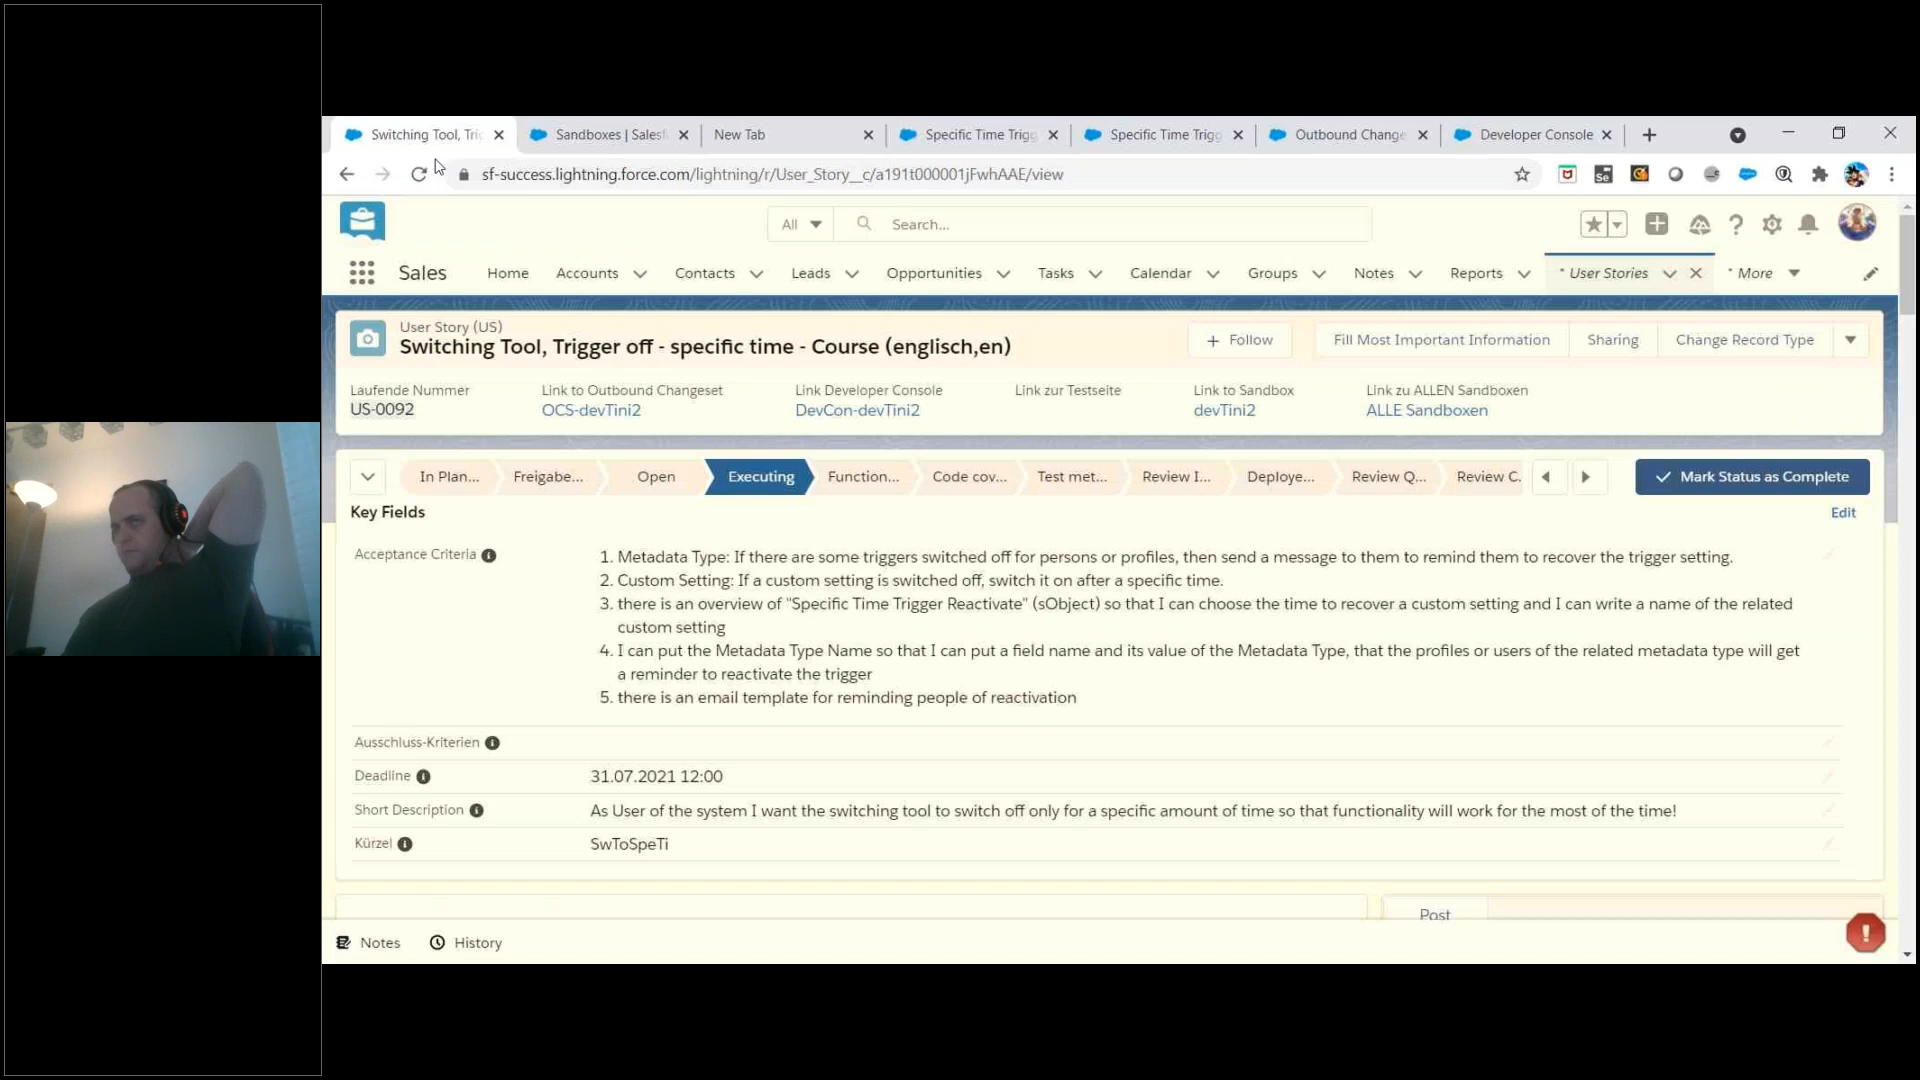 Switching Tool, Tri
Sandboxes | Salesf
New Tab
Specific Time Trigg
Specific Time Trigg
Outbound Change
Developer Console
sf-success.lightning.force.com/lightning/r/User_Story__c/a191t000001jFwhAAE/view
All
Search...
Sales
Home
Accounts
Contacts
Leads
Opportunities
Tasks
Calendar
Groups
Notes
Reports
* User Stories
* More
User Story (US)
Switching Tool, Trigger off - specific time - Course (englisch,en)
+ Follow
Fill Most Important Information
Sharing
Change Record Type
Laufende Nummer
US-0092
Link to Outbound Changeset
OCS-devTini2
Link Developer Console
DevCon-devTini2
Link zur Testseite
Link to Sandbox
devTini2
Link zu ALLEN Sandboxen
ALLE Sandboxen
In Plan...
Freigabe...
Open
Executing
Function...
Code cov...
Test met...
Review I...
Deploye...
Review Q...
Review C.
Mark Status as Complete
Key Fields
Edit
Acceptance Criteria
1. Metadata Type: If there are some triggers switched off for persons or profiles, then send a message to them to remind them to recover the trigger setting.
2. Custom Setting: If a custom setting is switched off, switch it on after a specific time.
3. there is an overview of "Specific Time Trigger Reactivate" (sObject) so that I can choose the time to recover a custom setting and I can write a name of the related
custom setting
4. I can put the Metadata Type Name so that I can put a field name and its value of the Metadata Type, that the profiles or users of the related metadata type will get
a reminder to reactivate the trigger
5. there is an email template for reminding people of reactivation
Ausschluss-Kriterien
Deadline
31.07.2021 12:00
Short Description
As User of the system I want the switching tool to switch off only for a specific amount of time so that functionality will work for the most of the time!
Kürzel
SwToSpeTi
Post
Notes
History